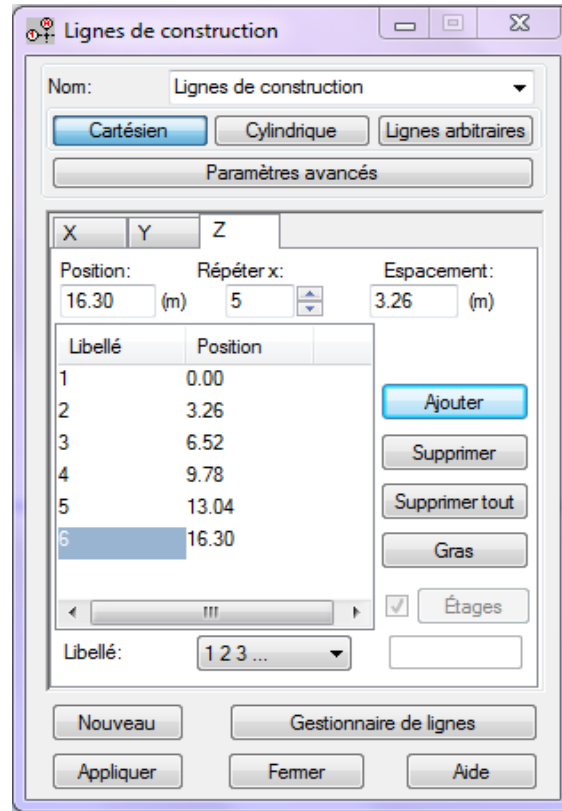 Lignes de construction
Nom: Lignes de construction
Cartésien Cylindrique Lignes arbitraires
Paramètres avancés
X Y Z
Position: Répéter x: Espacement:
16.30 (m) 5 3.26 (m)
Libellé Position
1 0.00
2 3.26
3 6.52
4 9.78
5 13.04
6 16.30
Ajouter
Supprimer
Supprimer tout
Gras
Étages
Libellé: 1 2 3 ...
Nouveau Gestionnaire de lignes
Appliquer Fermer Aide